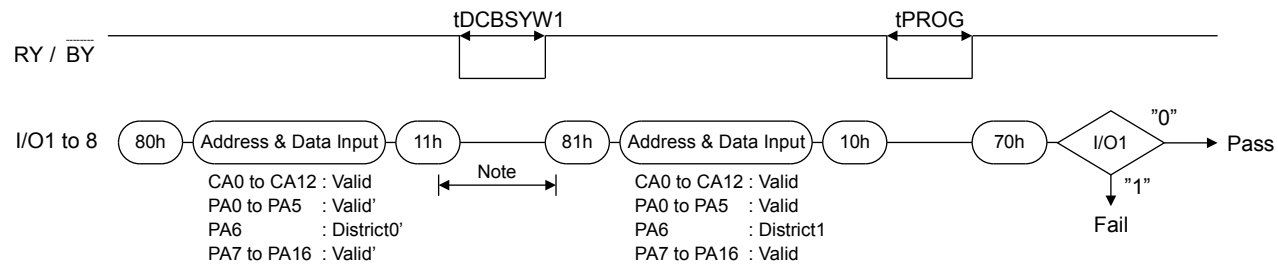 tDCBSYW1
tPROG
RY / BY
I/O1 to 8
80h
Address & Data Input
11h
81h
Address & Data Input
10h
70h
I/O1
"0"
Pass
"1"
Fail
Note
CA0 to CA12 : Valid
PA0 to PA5 : Valid'
PA6 : District0'
PA7 to PA16 : Valid'
CA0 to CA12 : Valid
PA0 to PA5 : Valid
PA6 : District1
PA7 to PA16 : Valid